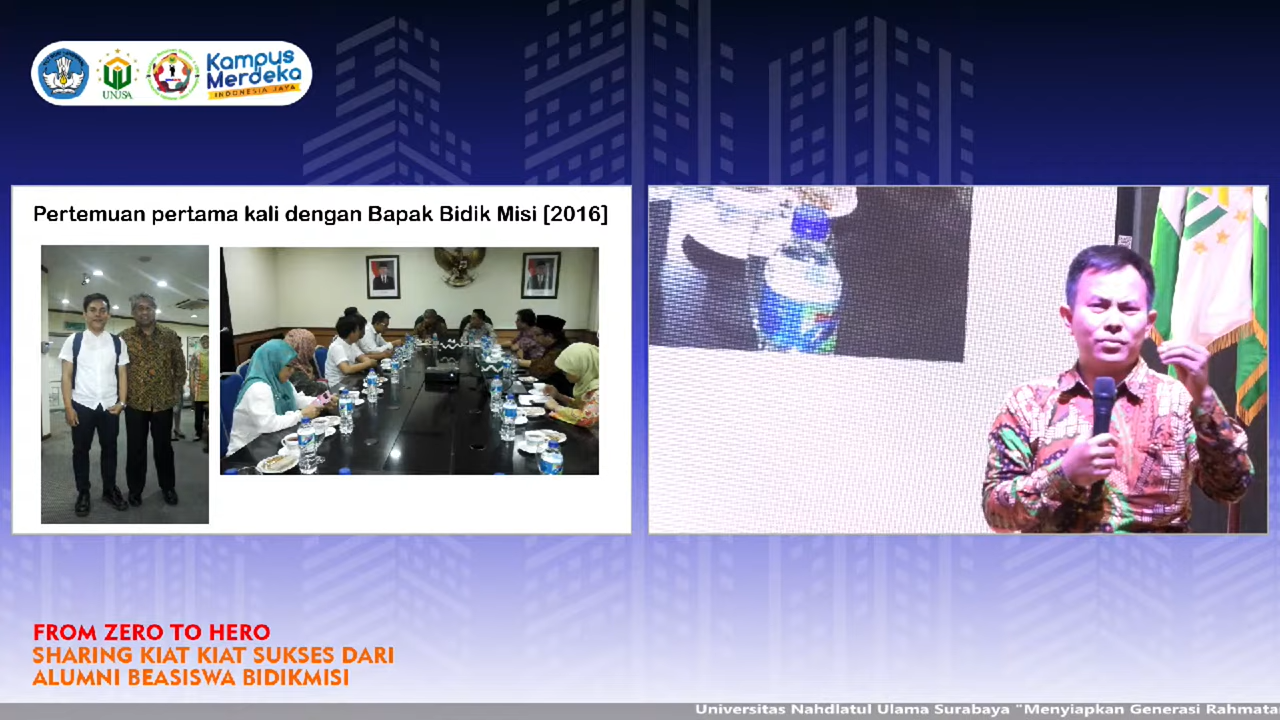 UNUSA
Kampus
Merdeka
INDONESIA JAYA
Pertemuan pertama kali dengan Bapak Bidik Misi [2016]
FROM ZERO TO HERO
SHARING KIAT KIAT SUKSES DARI
ALUMNI BEASISWA BIDIKMISI
Universitas Nahdlatul Ulama Surabaya "Menyiapkan Generasi Rahmata